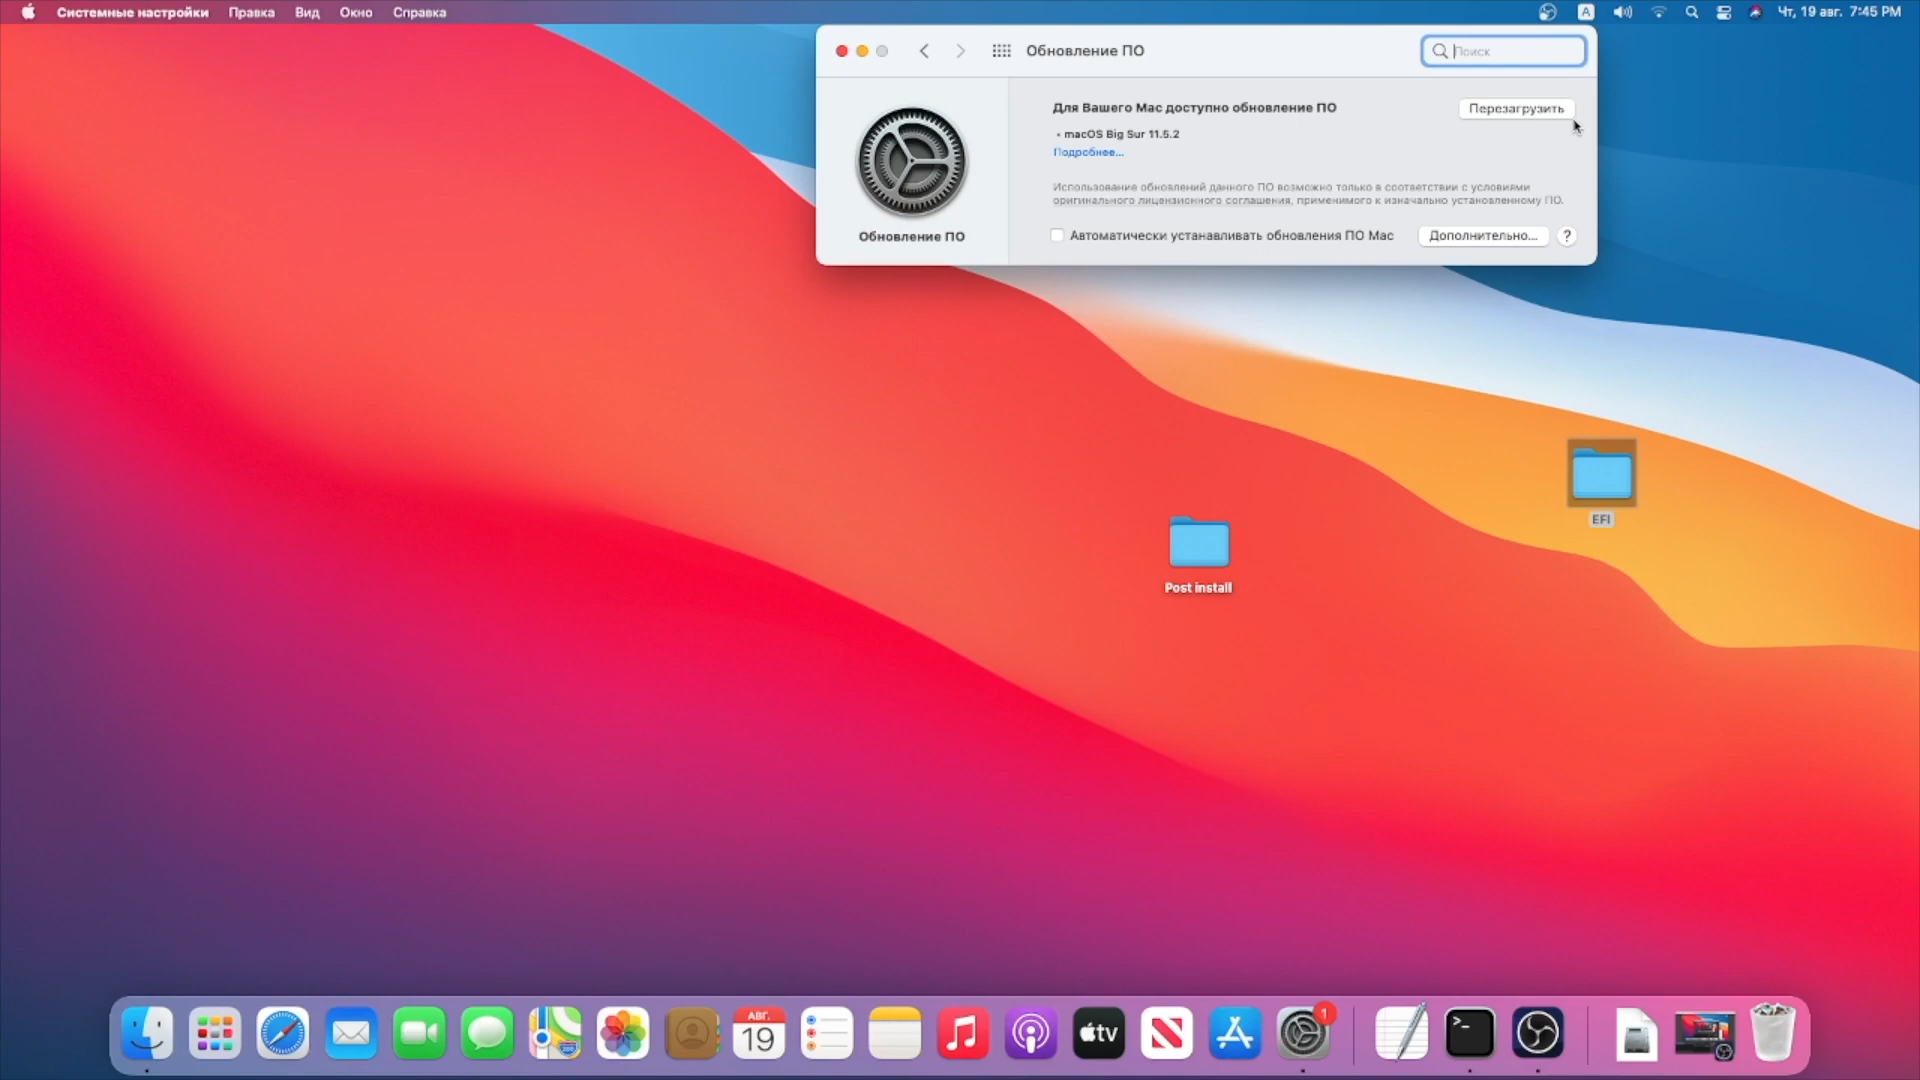 Системные настройки Правка Вид Окно Справка
A Чт, 19 авг. 7:45 PM
Обновление ПО
Поиск
Для Вашего Mac доступно обновление ПО
Перезагрузить
• macOS Big Sur 11.5.2
Подробнее...
Использование обновлений данного ПО возможно только в соответствии с условиями
оригинального лицензионного соглашения, применимого к изначально установленному ПО.
Обновление ПО
Автоматически устанавливать обновления ПО Mac
Дополнительно...
?
EFI
Post install
АВГ.
19
tv
1
>_